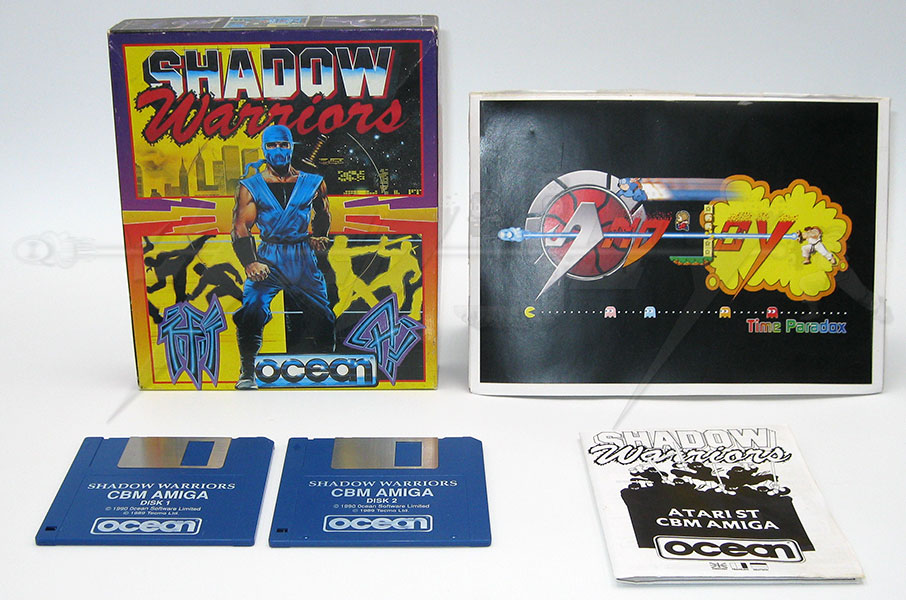 SHADOW
Warriors
ocean
Time Paradox
SHADOW WARRIORS
CBM AMIGA
DISK 1
© 1990 Ocean Software Limited
© 1989 Tecmo Ltd.
ocean
SHADOW WARRIORS
CBM AMIGA
DISK 2
© 1990 Ocean Software Limited
© 1989 Tecmo Ltd.
ocean
SHADOW
Warriors
ATARI ST
CBM AMIGA
ocean